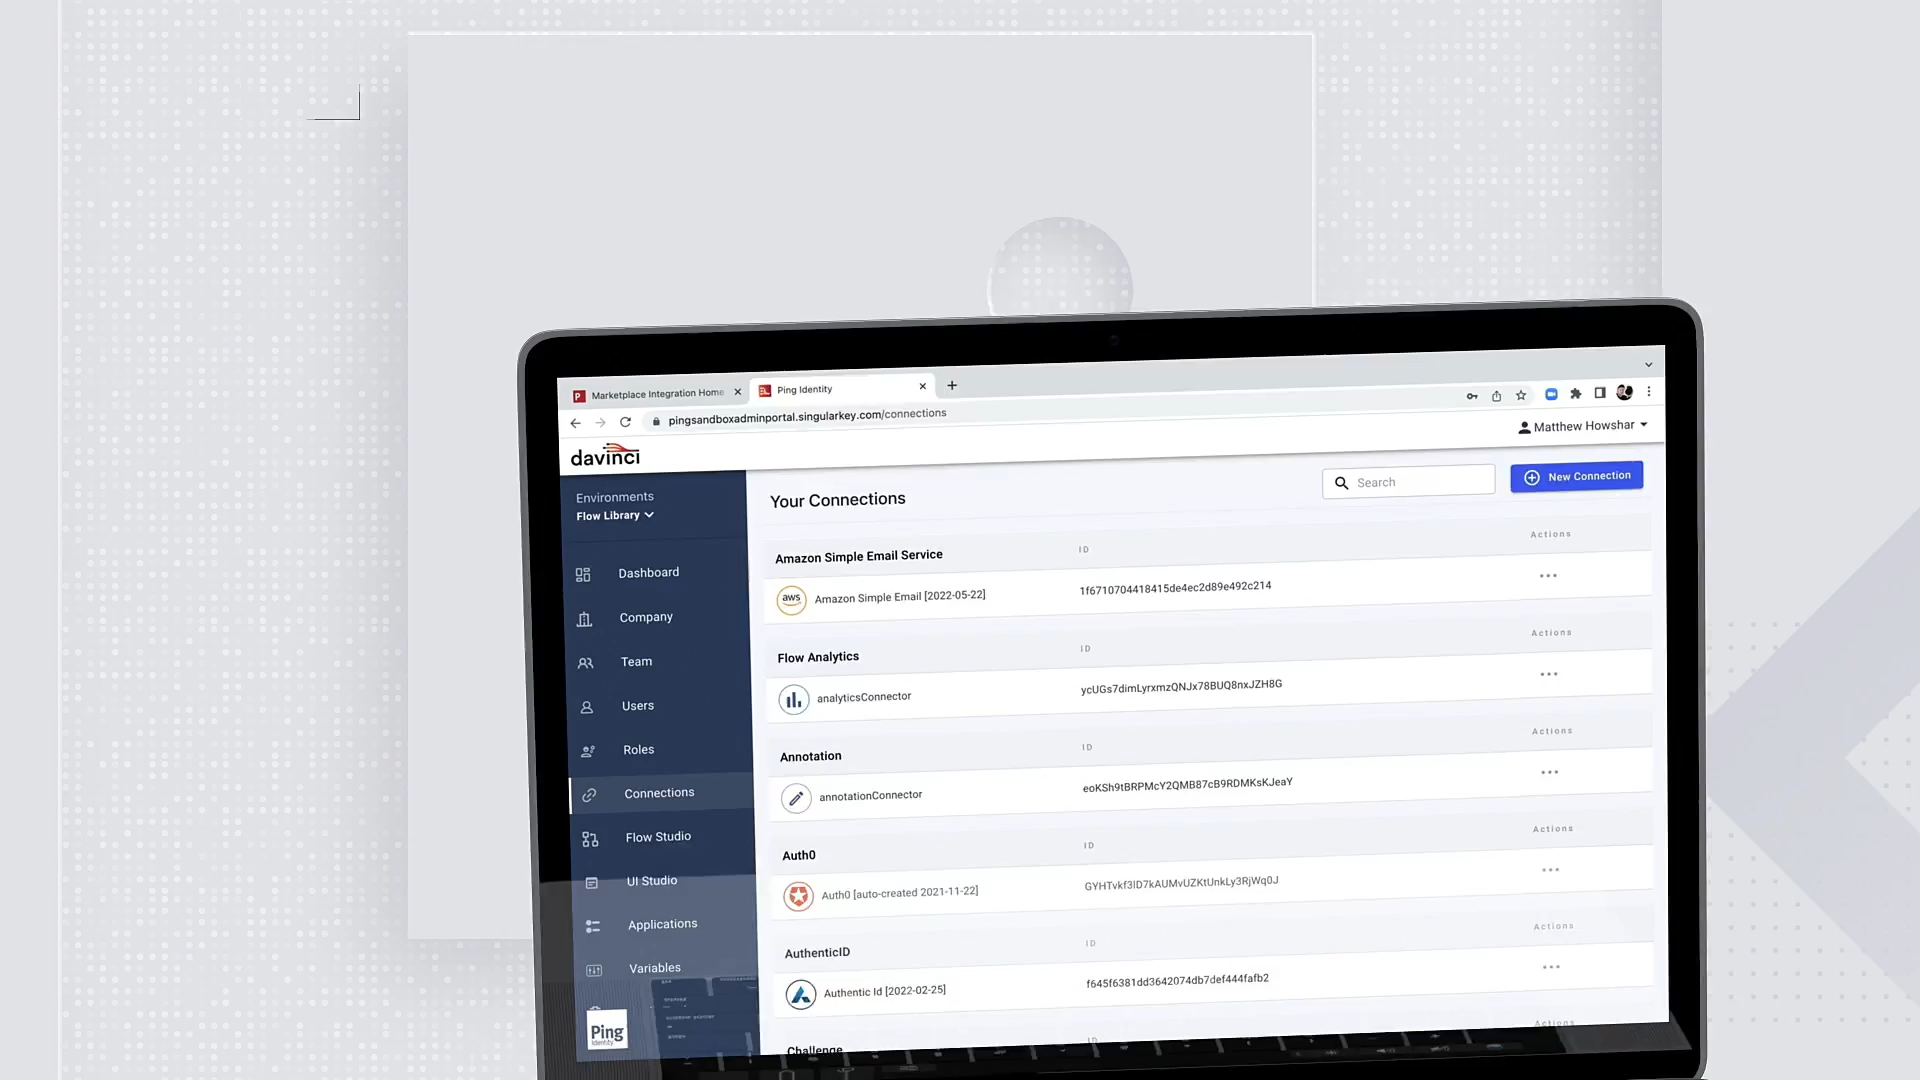 Marketplace Integration Home
Ping Identity
pingsandboxadminportal.singularkey.com/connections
Matthew Howshar
davinci
Environments
Flow Library
Dashboard
Company
Team
Users
Roles
Connections
Flow Studio
UI Studio
Applications
Variables
Ping
Identity
Your Connections
Search
New Connection
Amazon Simple Email Service
ID
Actions
aws
Amazon Simple Email [2022-05-22]
1f6710704418415de4ec2d89e492c214
Flow Analytics
ID
Actions
analyticsConnector
ycUGs7dimLyrxmzQNJx78BUQ8nxJZH8G
Annotation
ID
Actions
annotationConnector
eoKSh9tBRPMcY2QMB87cB9RDMKsKJeaY
Auth0
ID
Actions
Auth0 [auto-created 2021-11-22]
GYHTvkf3lD7kAUMvUZKtUnkLy3RjWq0J
AuthenticID
ID
Actions
Authentic Id [2022-02-25]
f645f6381dd3642074db7def444fafb2
Challenge
ID
Actions